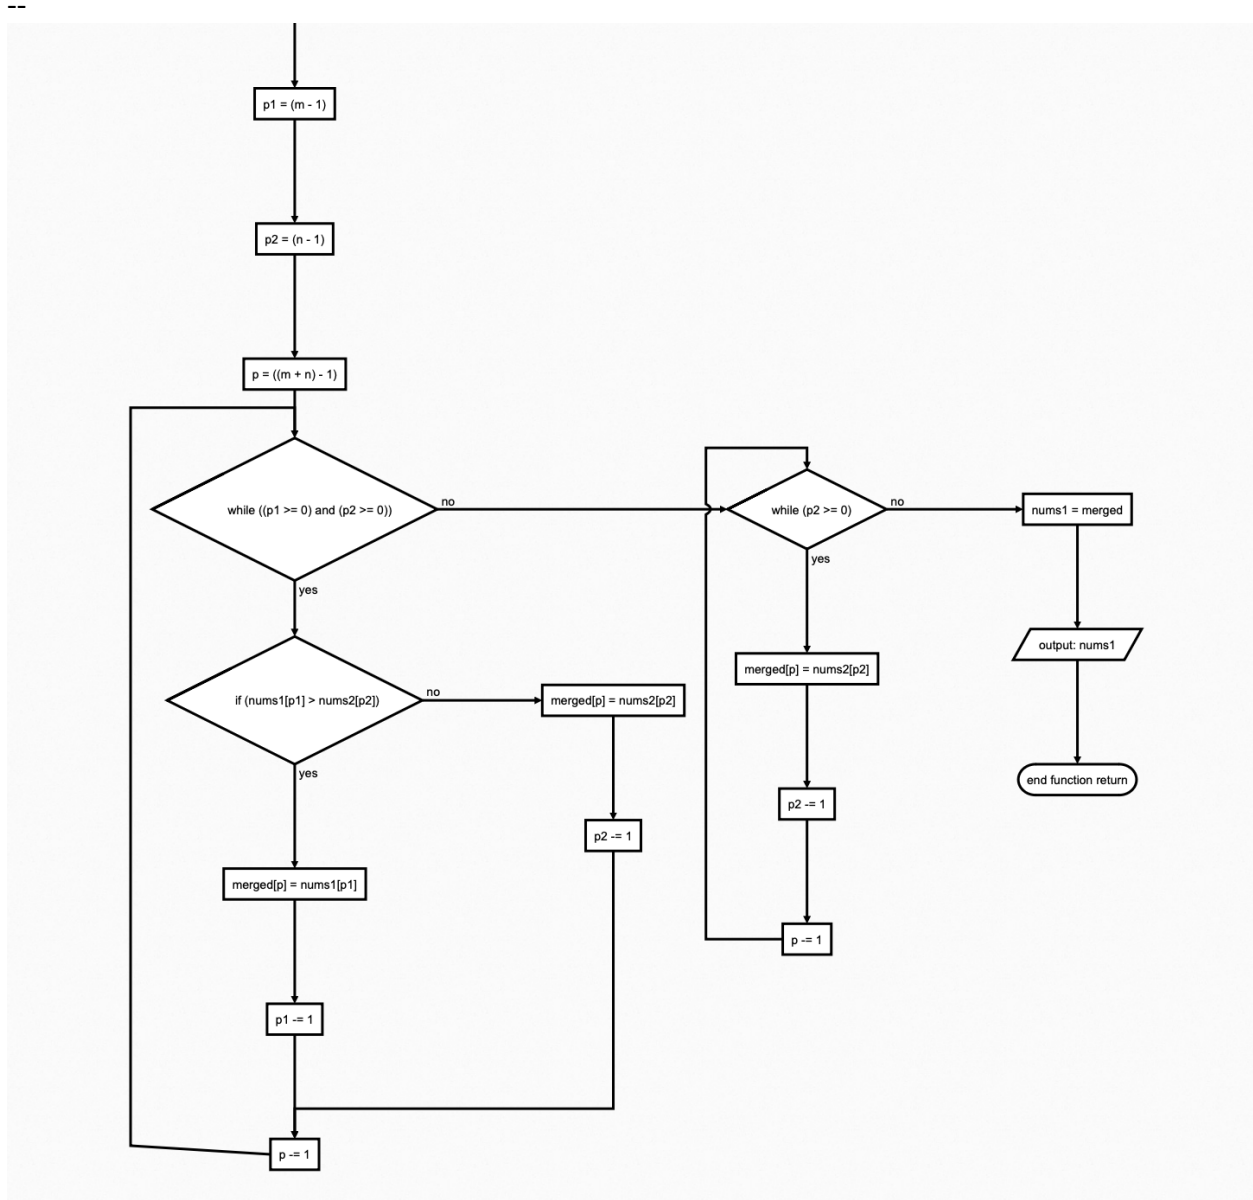 --
p1 = (m - 1)
p2 = (n - 1)
p = ((m + n) - 1)
while ((p1 >= 0) and (p2 >= 0))
no
yes
if (nums1[p1] > nums2[p2])
no
yes
merged[p] = nums2[p2]
p2 -= 1
merged[p] = nums1[p1]
p1 -= 1
p -= 1
while (p2 >= 0)
no
yes
merged[p] = nums2[p2]
p2 -= 1
p -= 1
nums1 = merged
output: nums1
end function return